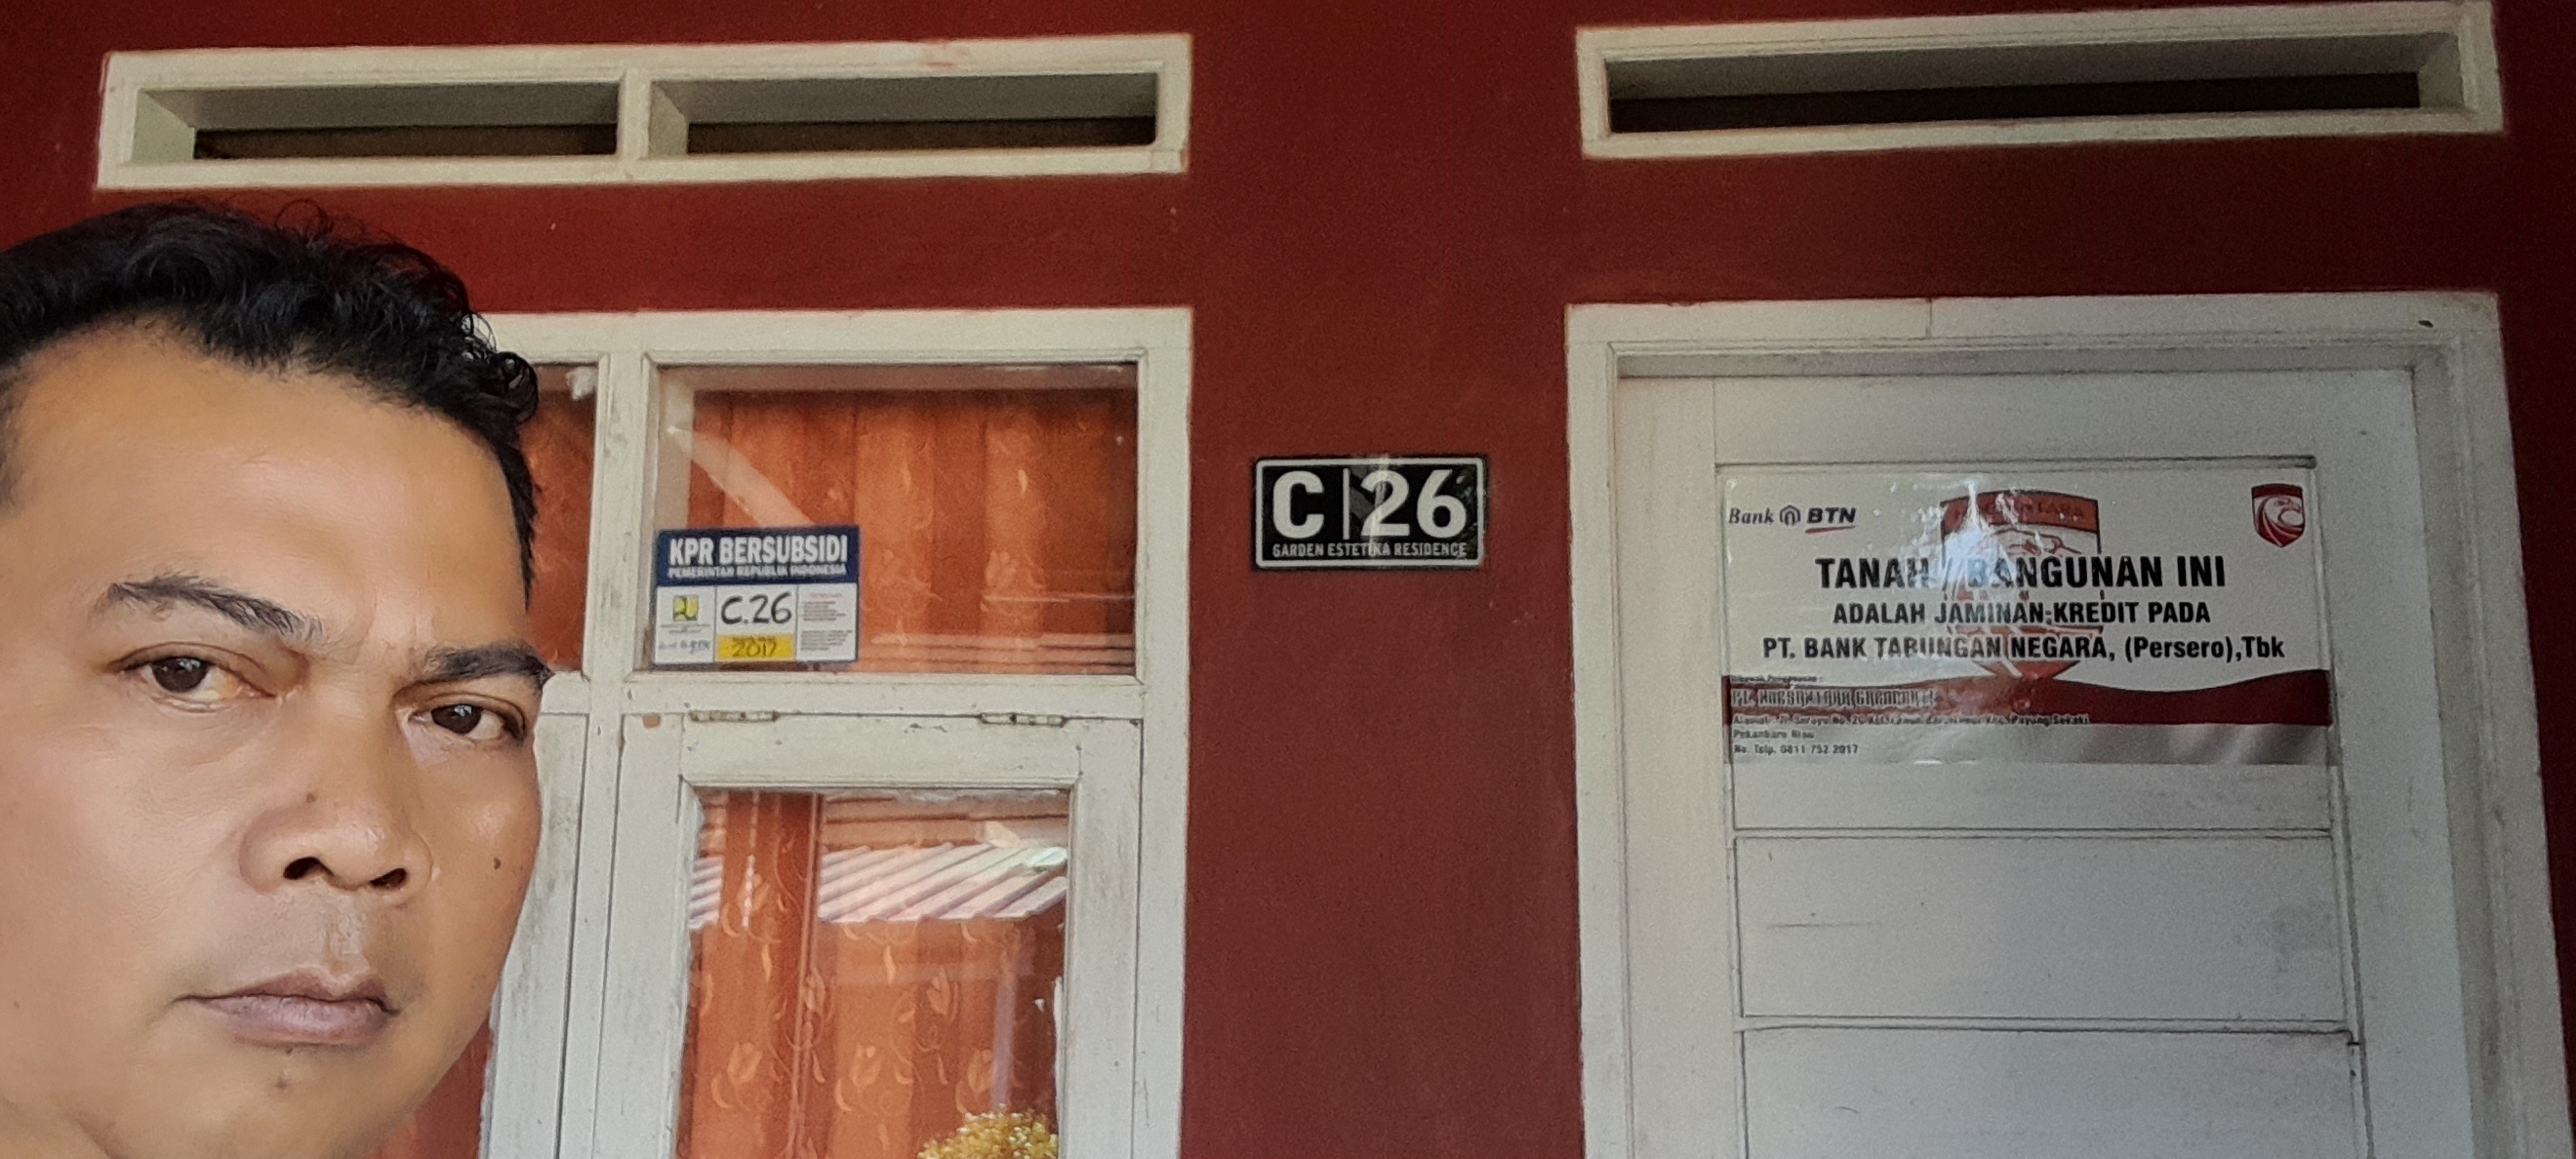 KPR BERSUBSIDI
PEMERINTAH REPUBLIK INDONESIA
C.26
2017
C 26
GARDEN ESTETIKA RESIDENCE
Bank BTN
TANAH / BANGUNAN INI
ADALAH JAMINAN KREDIT PADA
PT. BANK TABUNGAN NEGARA, (Persero),Tbk
Pekanbaru Riau
No. Telp. 0811 752 2017